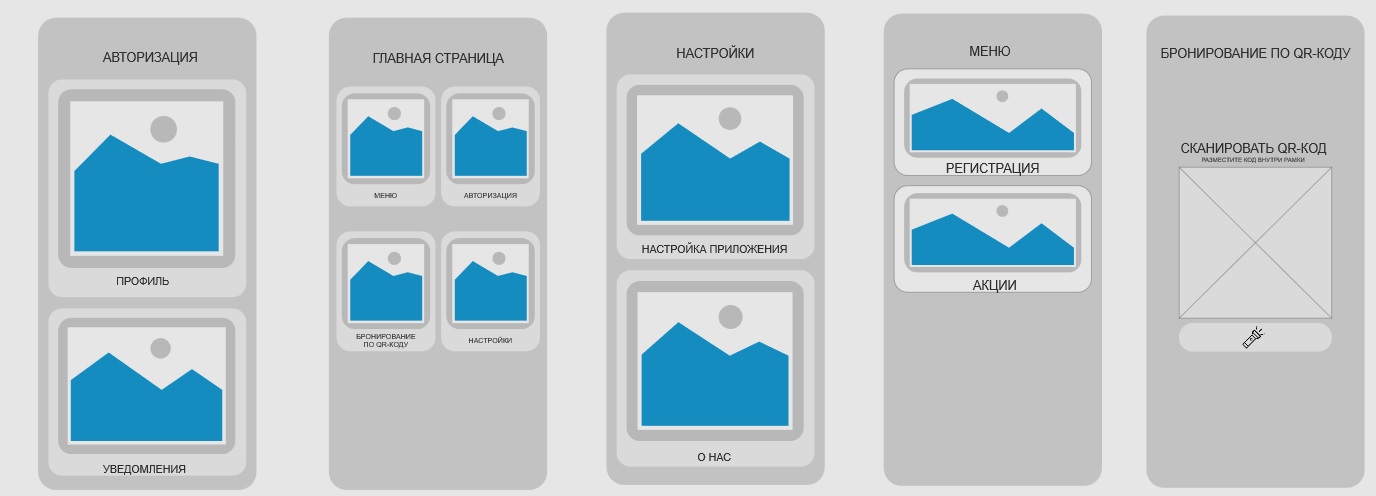 АВТОРИЗАЦИЯ
ПРОФИЛЬ
УВЕДОМЛЕНИЯ
ГЛАВНАЯ СТРАНИЦА
МЕНЮ
АВТОРИЗАЦИЯ
БРОНИРОВАНИЕ
ПО QR-КОДУ
НАСТРОЙКИ
НАСТРОЙКИ
НАСТРОЙКА ПРИЛОЖЕНИЯ
О НАС
МЕНЮ
РЕГИСТРАЦИЯ
АКЦИИ
БРОНИРОВАНИЕ ПО QR-КОДУ
СКАНИРОВАТЬ QR-КОД
РАЗМЕСТИТЕ КОД ВНУТРИ РАМКИ